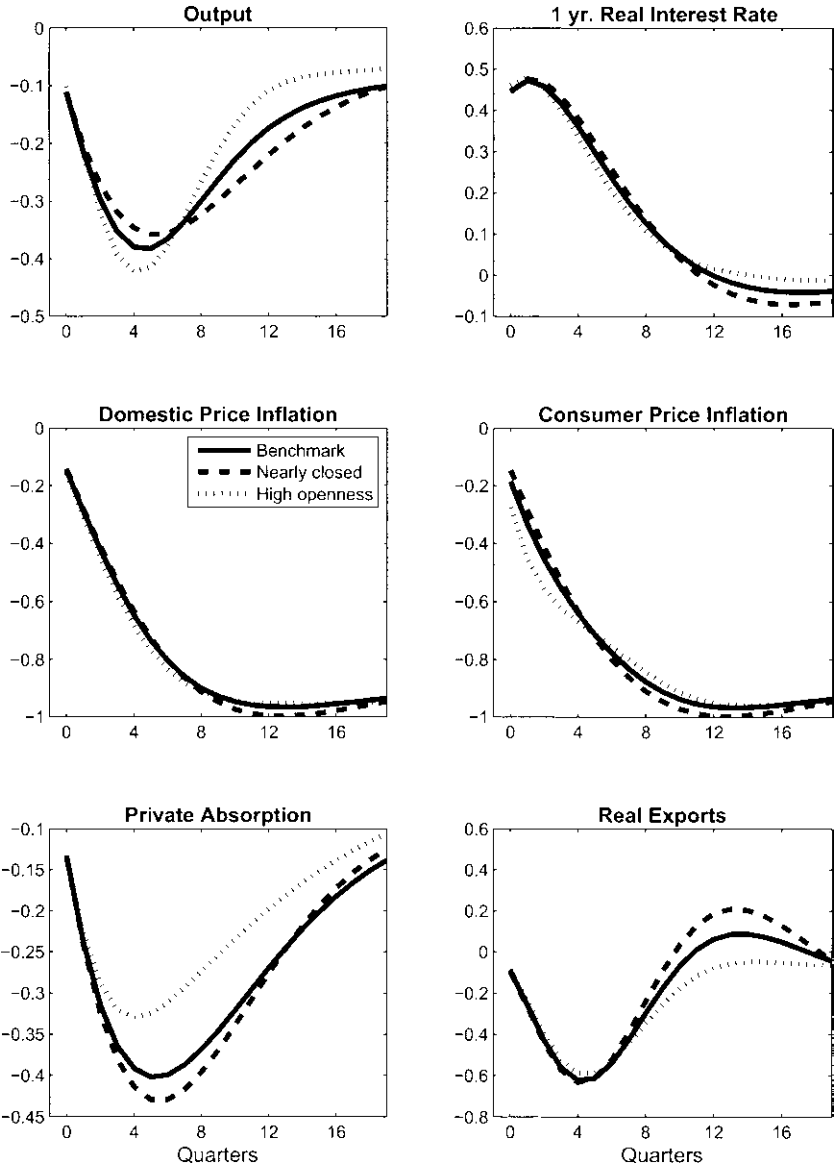 Output
0
−0.1
−0.2
−0.3
−0.4
−0.5
0 4 8 12 16
1 yr. Real Interest Rate
0.6
0.5
0.4
0.3
0.2
0.1
0
−0.1
0 4 8 12 16
Domestic Price Inflation
0
−0.2
−0.4
−0.6
−0.8
−1
Benchmark
Nearly closed
High openness
0 4 8 12 16
Consumer Price Inflation
0
−0.2
−0.4
−0.6
−0.8
−1
0 4 8 12 16
Private Absorption
−0.1
−0.15
−0.2
−0.25
−0.3
−0.35
−0.4
−0.45
0 4 8 12 16
Quarters
Real Exports
0.6
0.4
0.2
0
−0.2
−0.4
−0.6
−0.8
0 4 8 12 16
Quarters